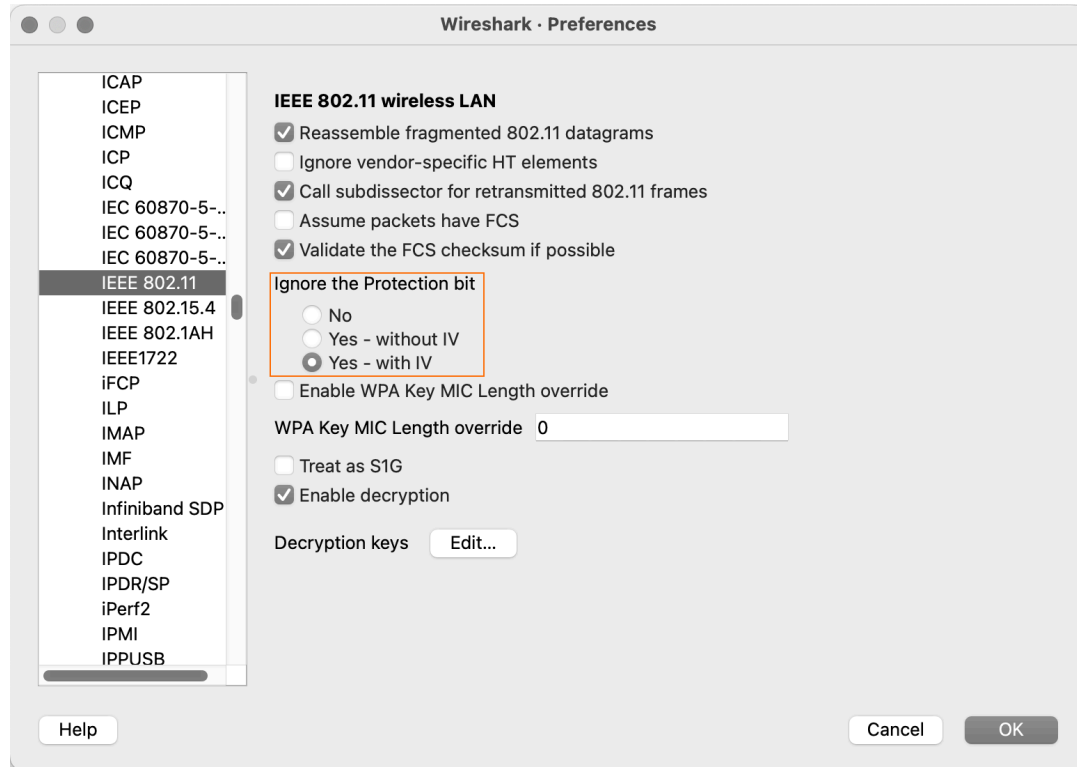 Wireshark · Preferences
ICAP
ICEP
ICMP
ICP
ICQ
IEC 60870-5-..
IEC 60870-5-..
IEC 60870-5-..
IEEE 802.11
IEEE 802.15.4
IEEE 802.1AH
IEEE1722
iFCP
ILP
IMAP
IMF
INAP
Infiniband SDP
Interlink
IPDC
IPDR/SP
iPerf2
IPMI
IPPUSB
IEEE 802.11 wireless LAN
Reassemble fragmented 802.11 datagrams
Ignore vendor-specific HT elements
Call subdissector for retransmitted 802.11 frames
Assume packets have FCS
Validate the FCS checksum if possible
Ignore the Protection bit
No
Yes - without IV
Yes - with IV
Enable WPA Key MIC Length override
WPA Key MIC Length override 0
Treat as S1G
Enable decryption
Decryption keys Edit...
Help Cancel OK